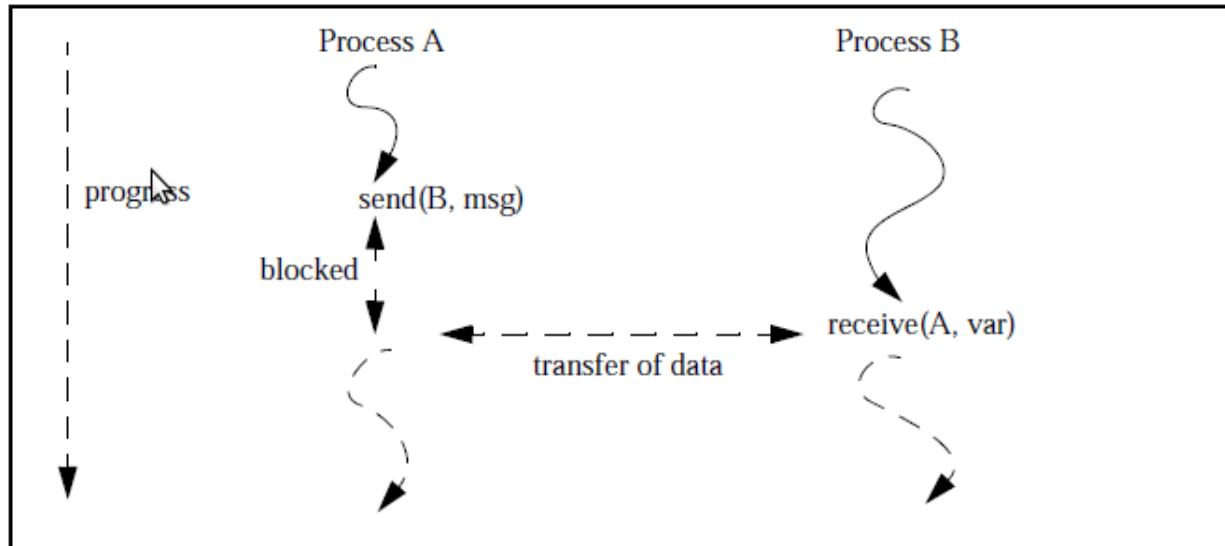 Process A
Process B
progress
send(B, msg)
blocked
receive(A, var)
transfer of data